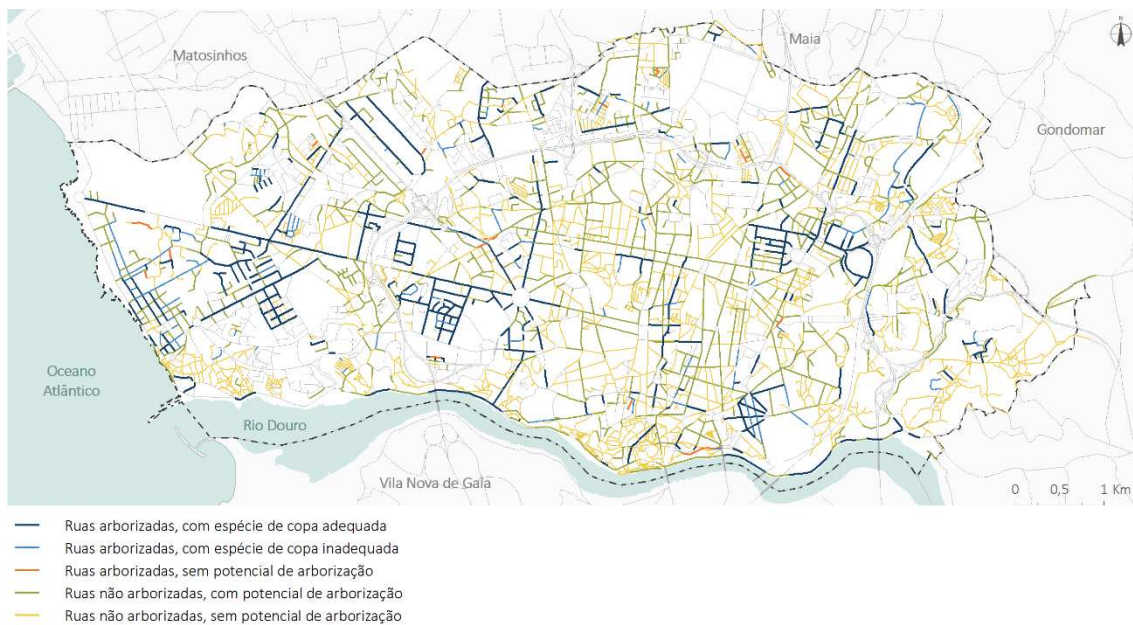 N
Matosinhos
Maia
Gondomar
Oceano
Atlântico
Rio Douro
Vila Nova de Gaia
0 0,5 1 Km
Ruas arborizadas, com espécie de copa adequada
Ruas arborizadas, com espécie de copa inadequada
Ruas arborizadas, sem potencial de arborização
Ruas não arborizadas, com potencial de arborização
Ruas não arborizadas, sem potencial de arborização